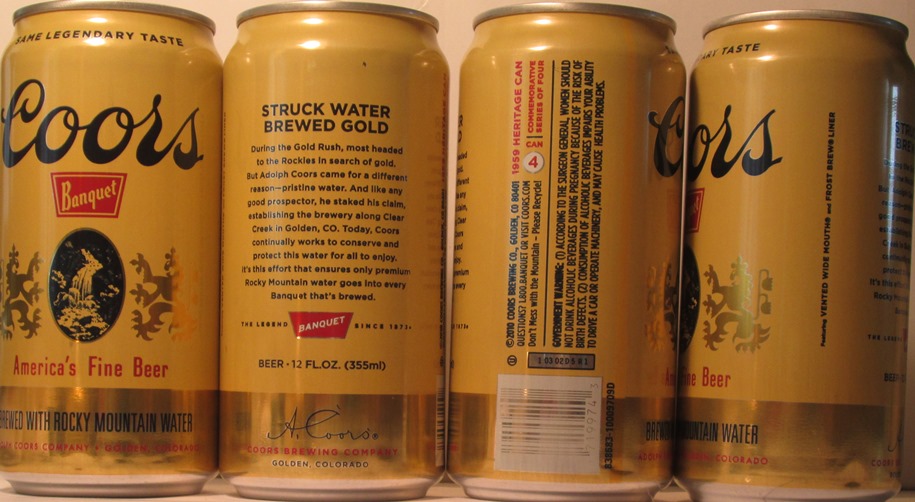 SAME LEGENDARY TASTE
Coors
Banquet
America's Fine Beer
BREWED WITH ROCKY MOUNTAIN WATER
COORS COMPANY • GOLDEN, COLORADO
STRUCK WATER
BREWED GOLD
During the Gold Rush, most headed
to the Rockies in search of gold.
But Adolph Coors came for a different
reason—pristine water. And like any
good prospector, he staked his claim,
establishing the brewery along Clear
Creek in Golden, CO. Today, Coors
continually works to conserve and
protect this water for all to enjoy.
It's this effort that ensures only premium
Rocky Mountain water goes into every
Banquet that's brewed.
THE LEGEND BANQUET SINCE 1873
BEER • 12 FL.OZ. (355ml)
A. Coors
COORS BREWING COMPANY
GOLDEN, COLORADO
1959 HERITAGE CAN
CAN 4 COMMEMORATIVE
SERIES OF FOUR
©2010 COORS BREWING CO., GOLDEN, CO 80401
QUESTIONS? 1.800.BANQUET OR VISIT COORS.COM
Don't Mess with the Mountain – Please Recycle!
GOVERNMENT WARNING: (1) ACCORDING TO THE SURGEON GENERAL, WOMEN SHOULD
NOT DRINK ALCOHOLIC BEVERAGES DURING PREGNANCY BECAUSE OF THE RISK OF
BIRTH DEFECTS. (2) CONSUMPTION OF ALCOHOLIC BEVERAGES IMPAIRS YOUR ABILITY
TO DRIVE A CAR OR OPERATE MACHINERY, AND MAY CAUSE HEALTH PROBLEMS.
TASTE
ors
ne Beer
MOUNTAIN WATER
COLORADO
Featuring VENTED WIDE MOUTH® and FROST BREWS LINER